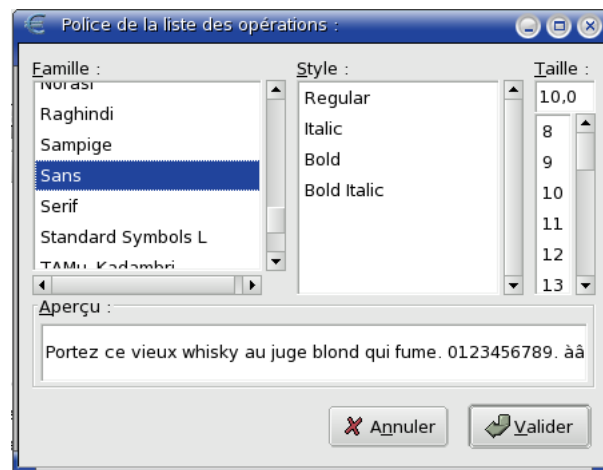 Police de la liste des opérations :
Famille :
Norasi
Raghindi
Sampige
Sans
Serif
Standard Symbols L
TAMu_Kadambri
Style :
Regular
Italic
Bold
Bold Italic
Taille :
10,0
8
9
10
11
12
13
Aperçu :
Portez ce vieux whisky au juge blond qui fume. 0123456789. àâ
Annuler
Valider